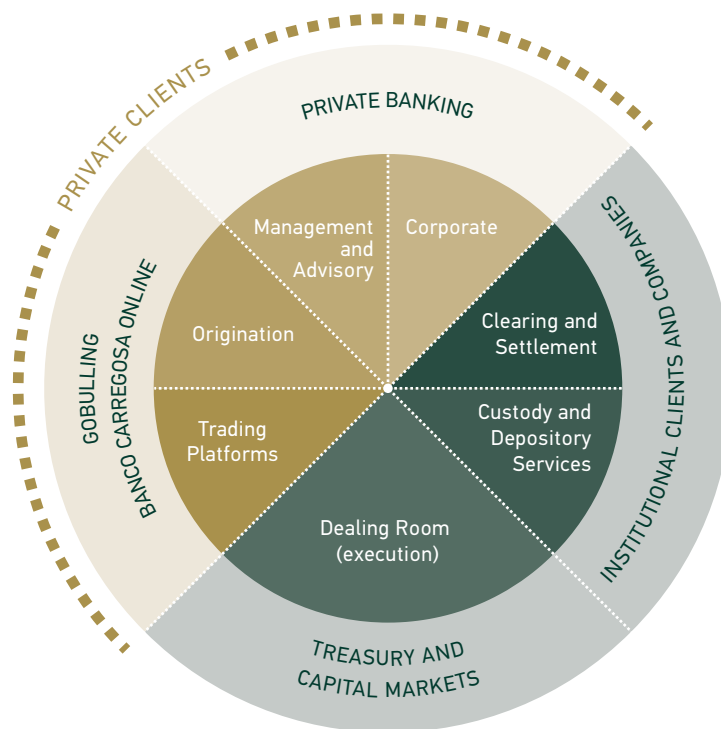 PRIVATE CLIENTS
PRIVATE BANKING
Management
and
Advisory
Corporate
INSTITUTIONAL CLIENTS AND COMPANIES
Clearing and
Settlement
Origination
GOBULLING
BANCO CARREGOSA ONLINE
Trading
Platforms
Custody and
Depository
Services
Dealing Room
(execution)
TREASURY AND
CAPITAL MARKETS